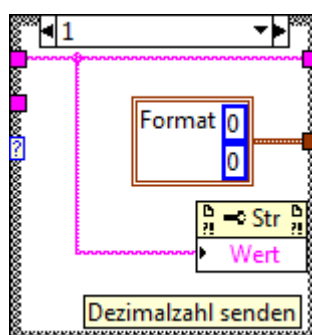 1
Format 0
0
?
?! Str ?!
Wert
Dezimalzahl senden